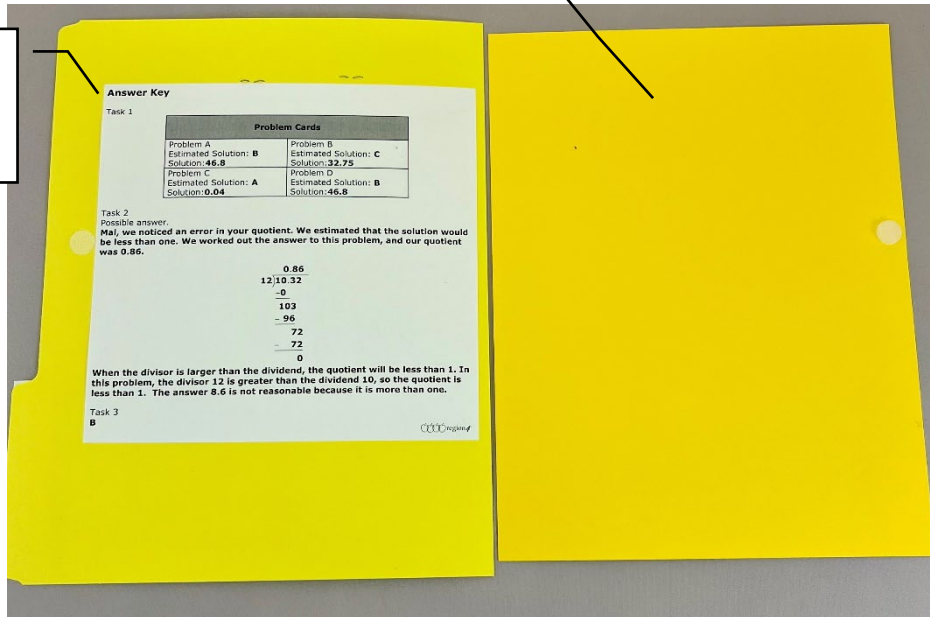 Answer Key
Task 1
Problem Cards
Problem A
Estimated Solution: B
Solution:46.8
Problem B
Estimated Solution: C
Solution:32.75
Problem C
Estimated Solution: A
Solution:0.04
Problem D
Estimated Solution: B
Solution:46.8
Task 2
Possible answer.
Mai, we noticed an error in your quotient. We estimated that the solution would
be less than one. We worked out the answer to this problem, and our quotient
was 0.86.
0.86
12)10.32
-0
103
- 96
72
- 72
0
When the divisor is larger than the dividend, the quotient will be less than 1. In
this problem, the divisor 12 is greater than the dividend 10, so the quotient is
less than 1. The answer 8.6 is not reasonable because it is more than one.
Task 3
B
region4